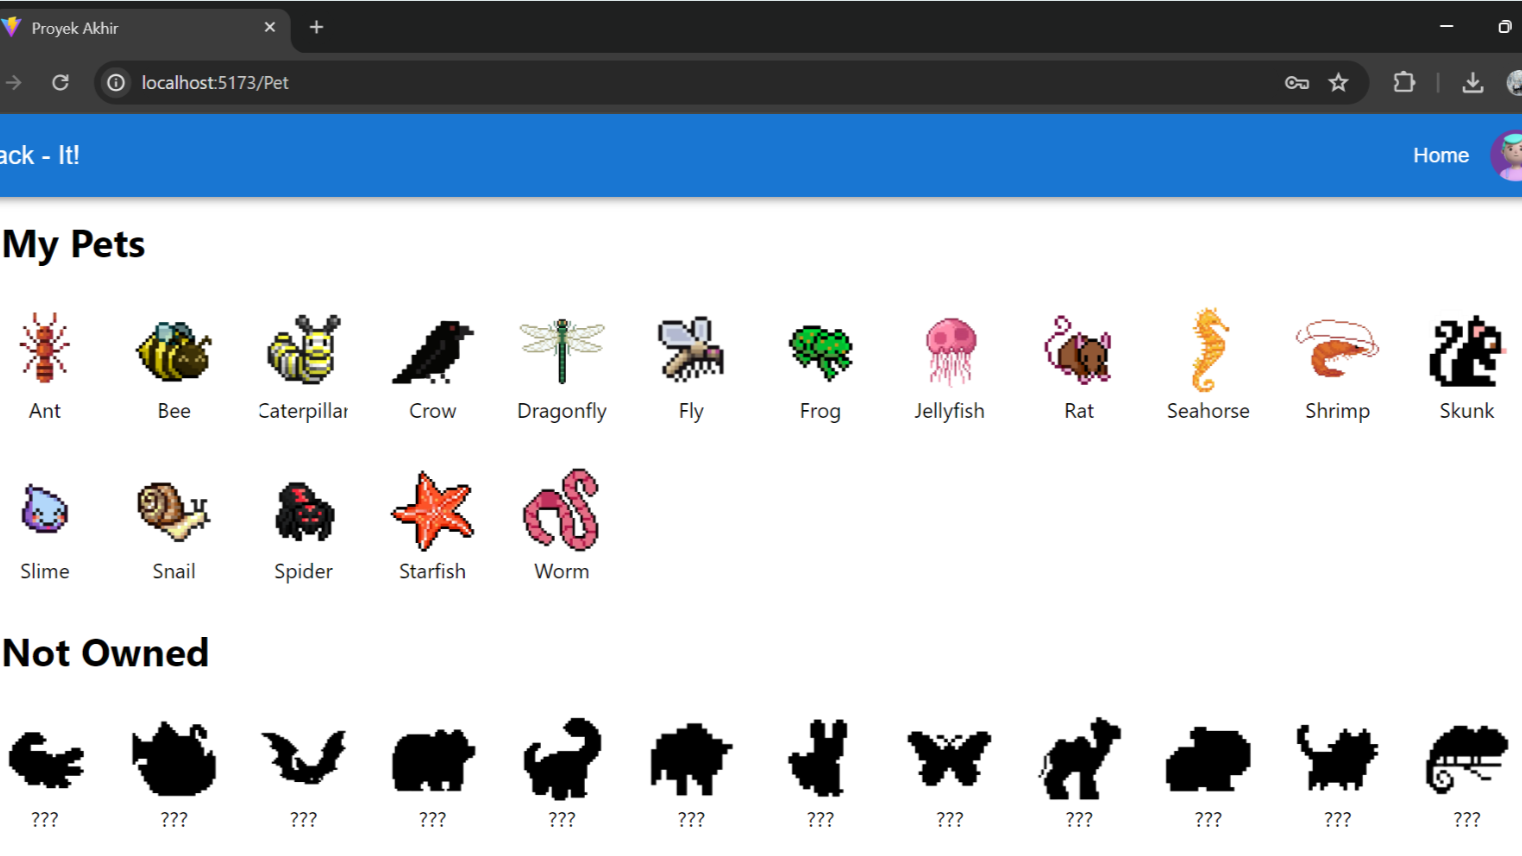 Proyek Akhir
localhost:5173/Pet
ack - It!
Home
My Pets
Ant Bee Caterpillar Crow Dragonfly Fly Frog Jellyfish Rat Seahorse Shrimp Skunk
Slime Snail Spider Starfish Worm
Not Owned
??? ??? ??? ??? ??? ??? ??? ??? ??? ??? ??? ???